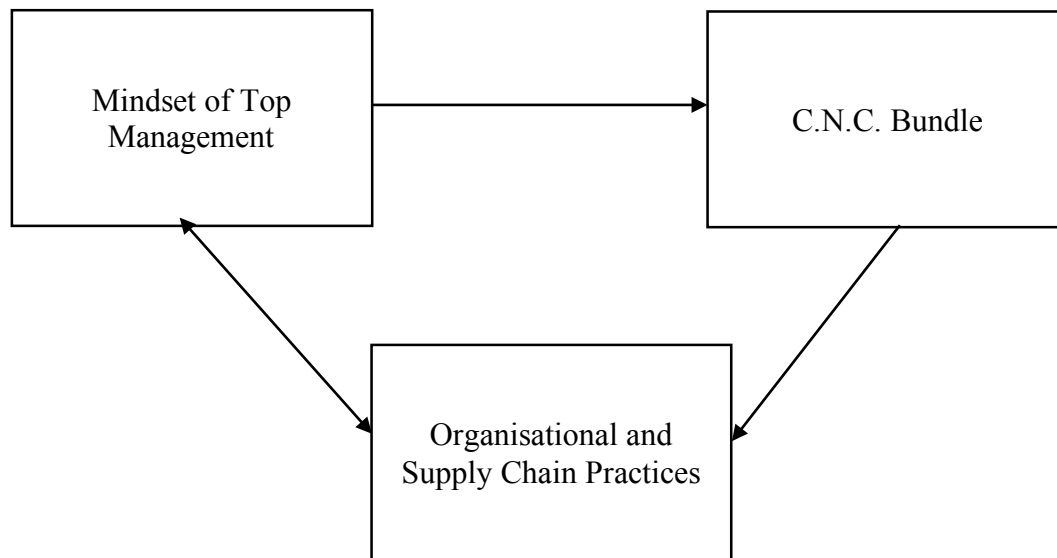 Mindset of Top
Management
C.N.C. Bundle
Organisational and
Supply Chain Practices